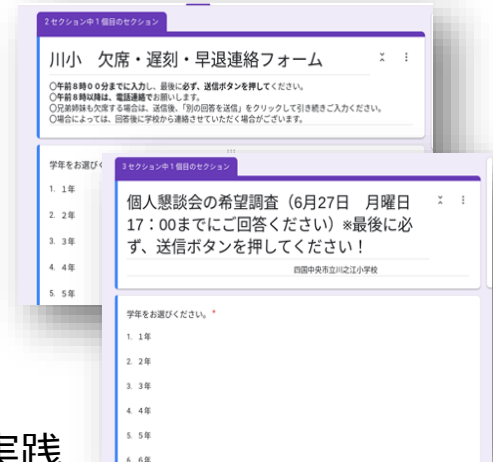 2 セクション中 1 個目のセクション
川小　欠席・遅刻・早退連絡フォーム
〇午前８時００分までに入力し、最後に必ず、送信ボタンを押してください。
〇午前８時以降は、電話連絡でお願いします。
〇兄弟姉妹も欠席する場合は、送信後、「別の回答を送信」をクリックして引き続きご入力ください。
〇場合によっては、回答後に学校から連絡させていただく場合がございます。
学年をお選びく
1. 1年
2. 2年
3. 3年
4. 4年
5. 5年
3 セクション中 1 個目のセクション
個人懇談会の希望調査（6月27日　月曜日
17：00までにご回答ください）※最後に必
ず、送信ボタンを押してください！
四国中央市立川之江小学校
学年をお選びください。 *
1. 1年
2. 2年
3. 3年
4. 4年
5. 5年
6. 6年
実践